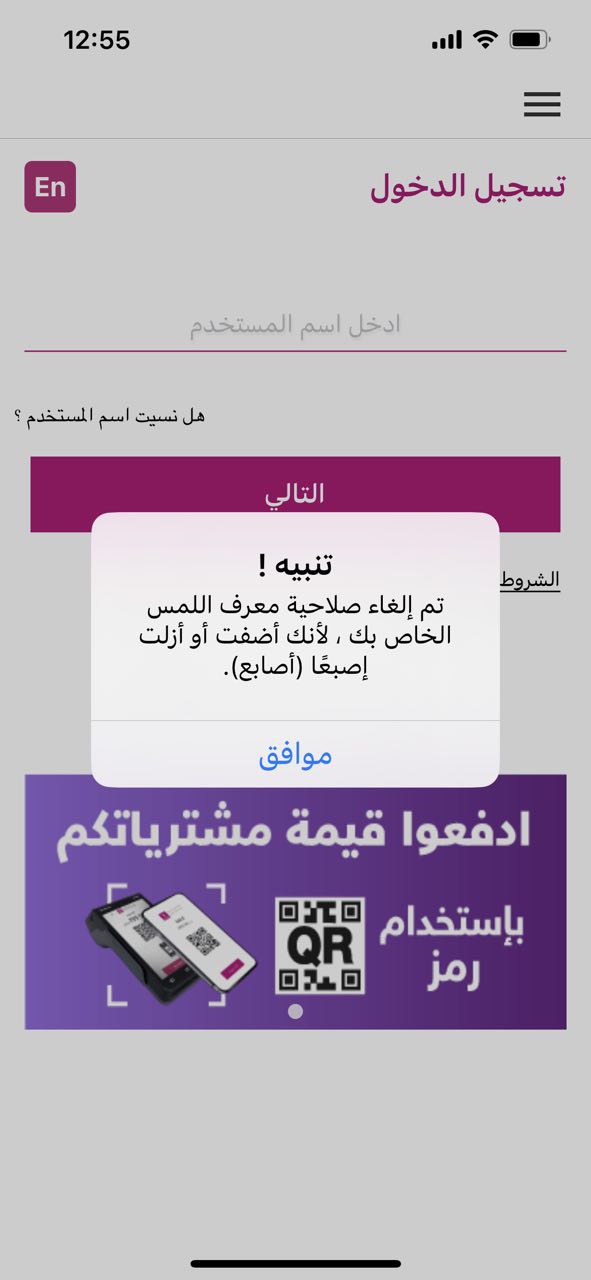 12:55
تسجيل الدخول
En
ادخل اسم المستخدم
هل نسيت اسم المستخدم ؟
التالي
الشروط
تنبيه !
تم إلغاء صلاحية معرف اللمس
الخاص بك ، لأنك أضفت أو أزلت
إصبعًا (أصابع).
موافق
ادفعوا قيمة مشترياتكم
بإستخدام
رمز
QR